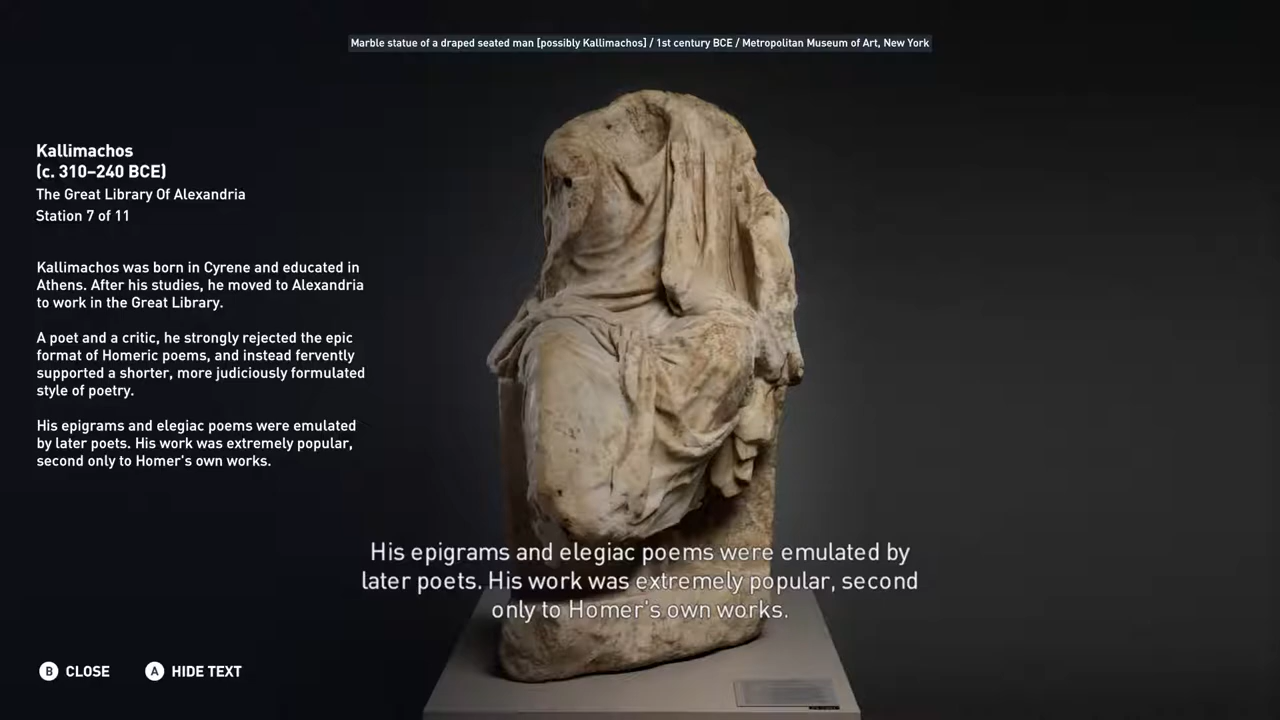 Marble statue of a draped seated man [possibly Kallimachos] / 1st century BCE / Metropolitan Museum of Art, New York
Kallimachos
(c. 310–240 BCE)
The Great Library Of Alexandria
Station 7 of 11
Kallimachos was born in Cyrene and educated in
Athens. After his studies, he moved to Alexandria
to work in the Great Library.
A poet and a critic, he strongly rejected the epic
format of Homeric poems, and instead fervently
supported a shorter, more judiciously formulated
style of poetry.
His epigrams and elegiac poems were emulated
by later poets. His work was extremely popular,
second only to Homer's own works.
His epigrams and elegiac poems were emulated by
later poets. His work was extremely popular, second
only to Homer's own works.
B CLOSE A HIDE TEXT